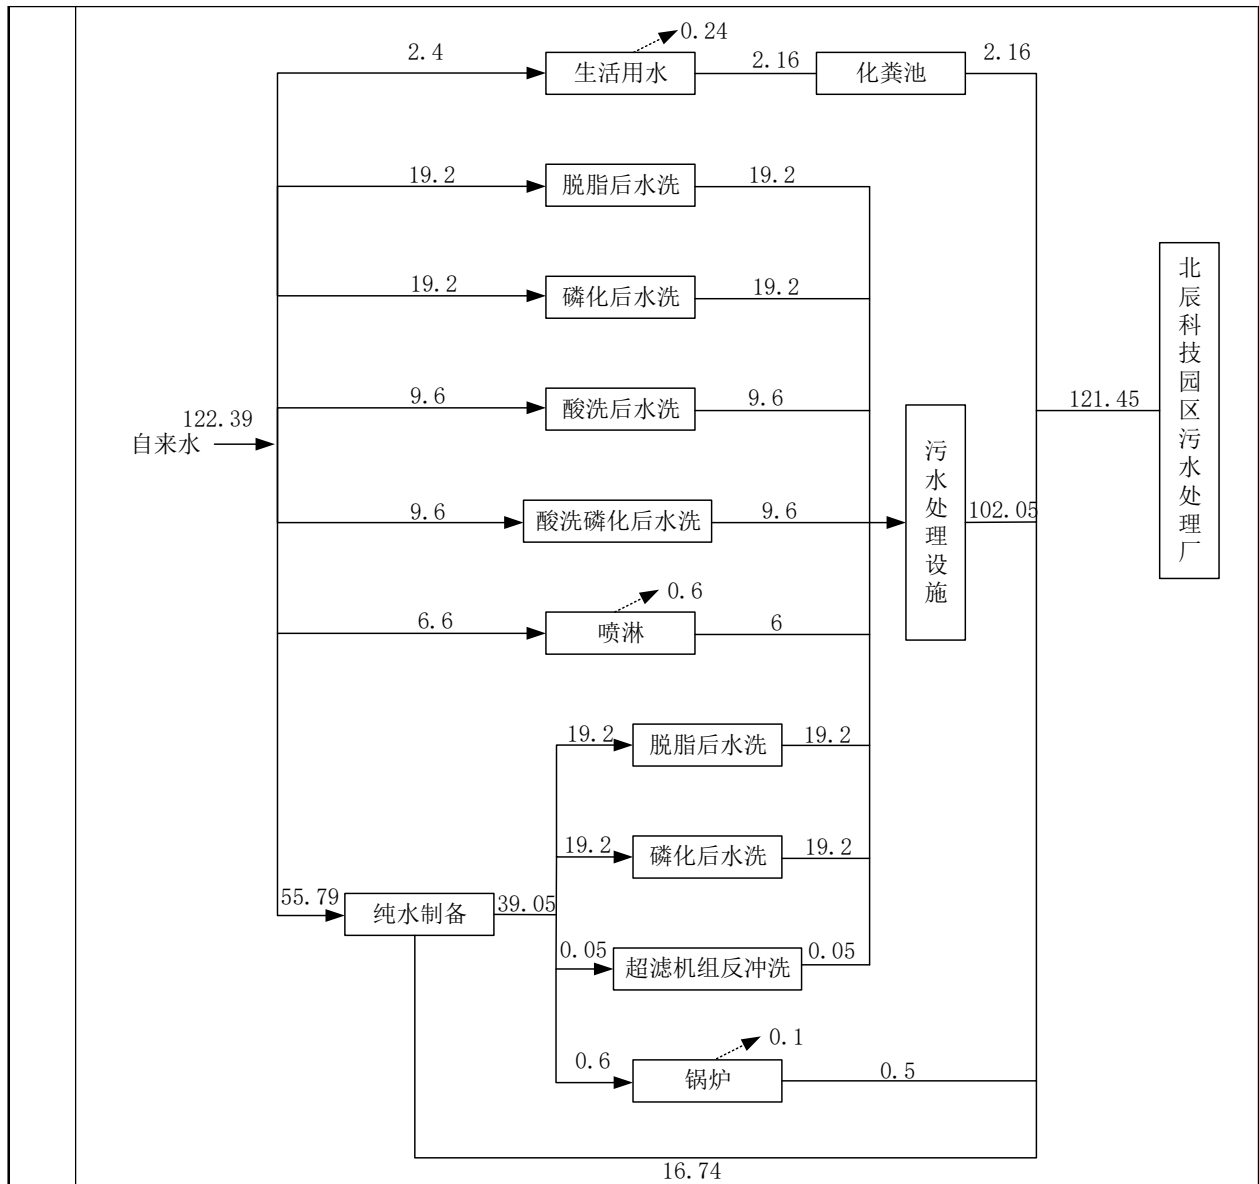 0.24
2.4
生活用水
2.16
化粪池
2.16
19.2
脱脂后水洗
19.2
19.2
磷化后水洗
19.2
9.6
酸洗后水洗
9.6
122.39
自来水
9.6
酸洗磷化后水洗
9.6
污水处理设施
102.05
121.45
北辰科技园区污水处理厂
0.6
6.6
喷淋
6
19.2
脱脂后水洗
19.2
19.2
磷化后水洗
19.2
55.79
纯水制备
39.05
0.05
超滤机组反冲洗
0.05
0.1
0.6
锅炉
0.5
16.74